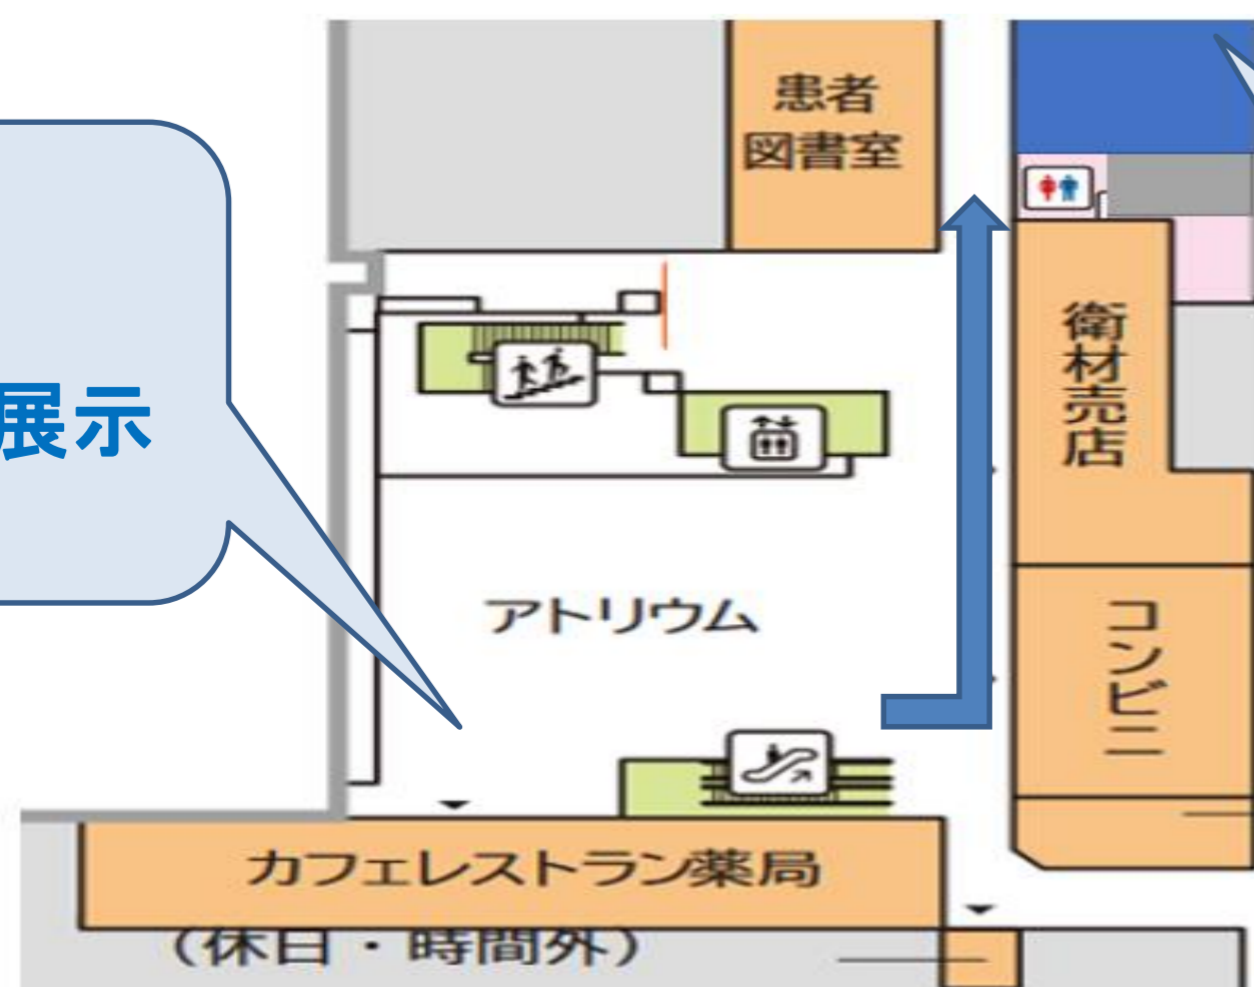 患者
図書室
衛材売店
展示
アトリウム
コンビニ
カフェレストラン薬局
（休日・時間外）